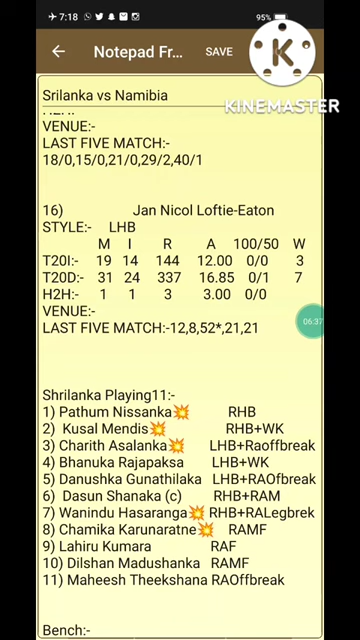 7:18
95%
Notepad Fr...
SAVE
K
KINEMASTER
Srilanka vs Namibia
VENUE:-
LAST FIVE MATCH:-
18/0,15/0,21/0,29/2,40/1
16) Jan Nicol Loftie-Eaton
STYLE:- LHB
M I R A 100/50 W
T20I:- 19 14 144 12.00 0/0 3
T20D:- 31 24 337 16.85 0/1 7
H2H:- 1 1 3 3.00 0/0
VENUE:-
LAST FIVE MATCH:-12,8,52*,21,21
06:37
Shrilanka Playing11:-
1) Pathum Nissanka💥 RHB
2) Kusal Mendis💥 RHB+WK
3) Charith Asalanka💥 LHB+Raoffbreak
4) Bhanuka Rajapaksa LHB+WK
5) Danushka Gunathilaka LHB+RAOfbreak
6) Dasun Shanaka (c) RHB+RAM
7) Wanindu Hasaranga💥 RHB+RALegbrek
8) Chamika Karunaratne💥 RAMF
9) Lahiru Kumara RAF
10) Dilshan Madushanka RAMF
11) Maheesh Theekshana RAOffbreak
Bench:-